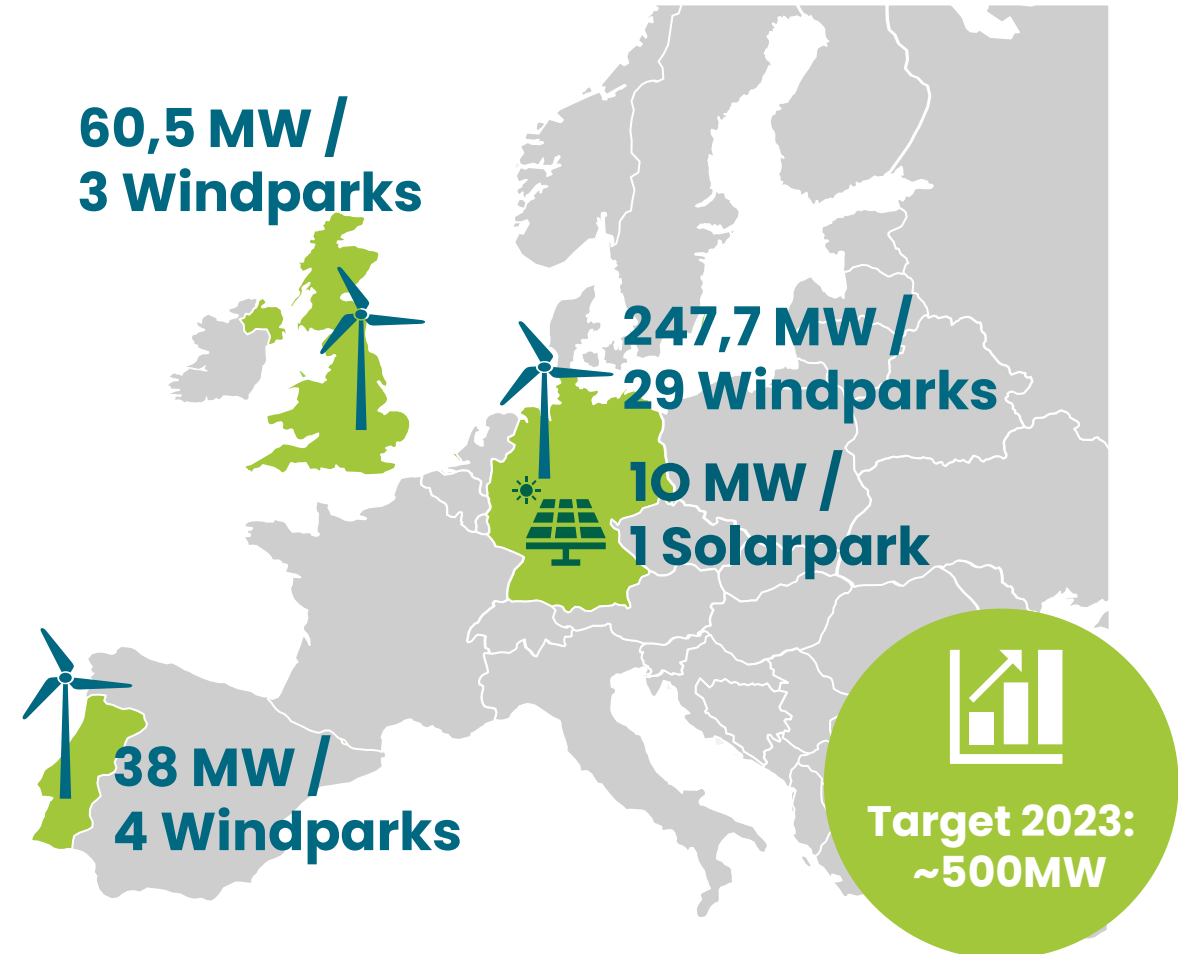 60,5 MW /
3 Windparks
247,7 MW /
29 Windparks
10 MW /
1 Solarpark
38 MW /
4 Windparks
Target 2023:
~500MW